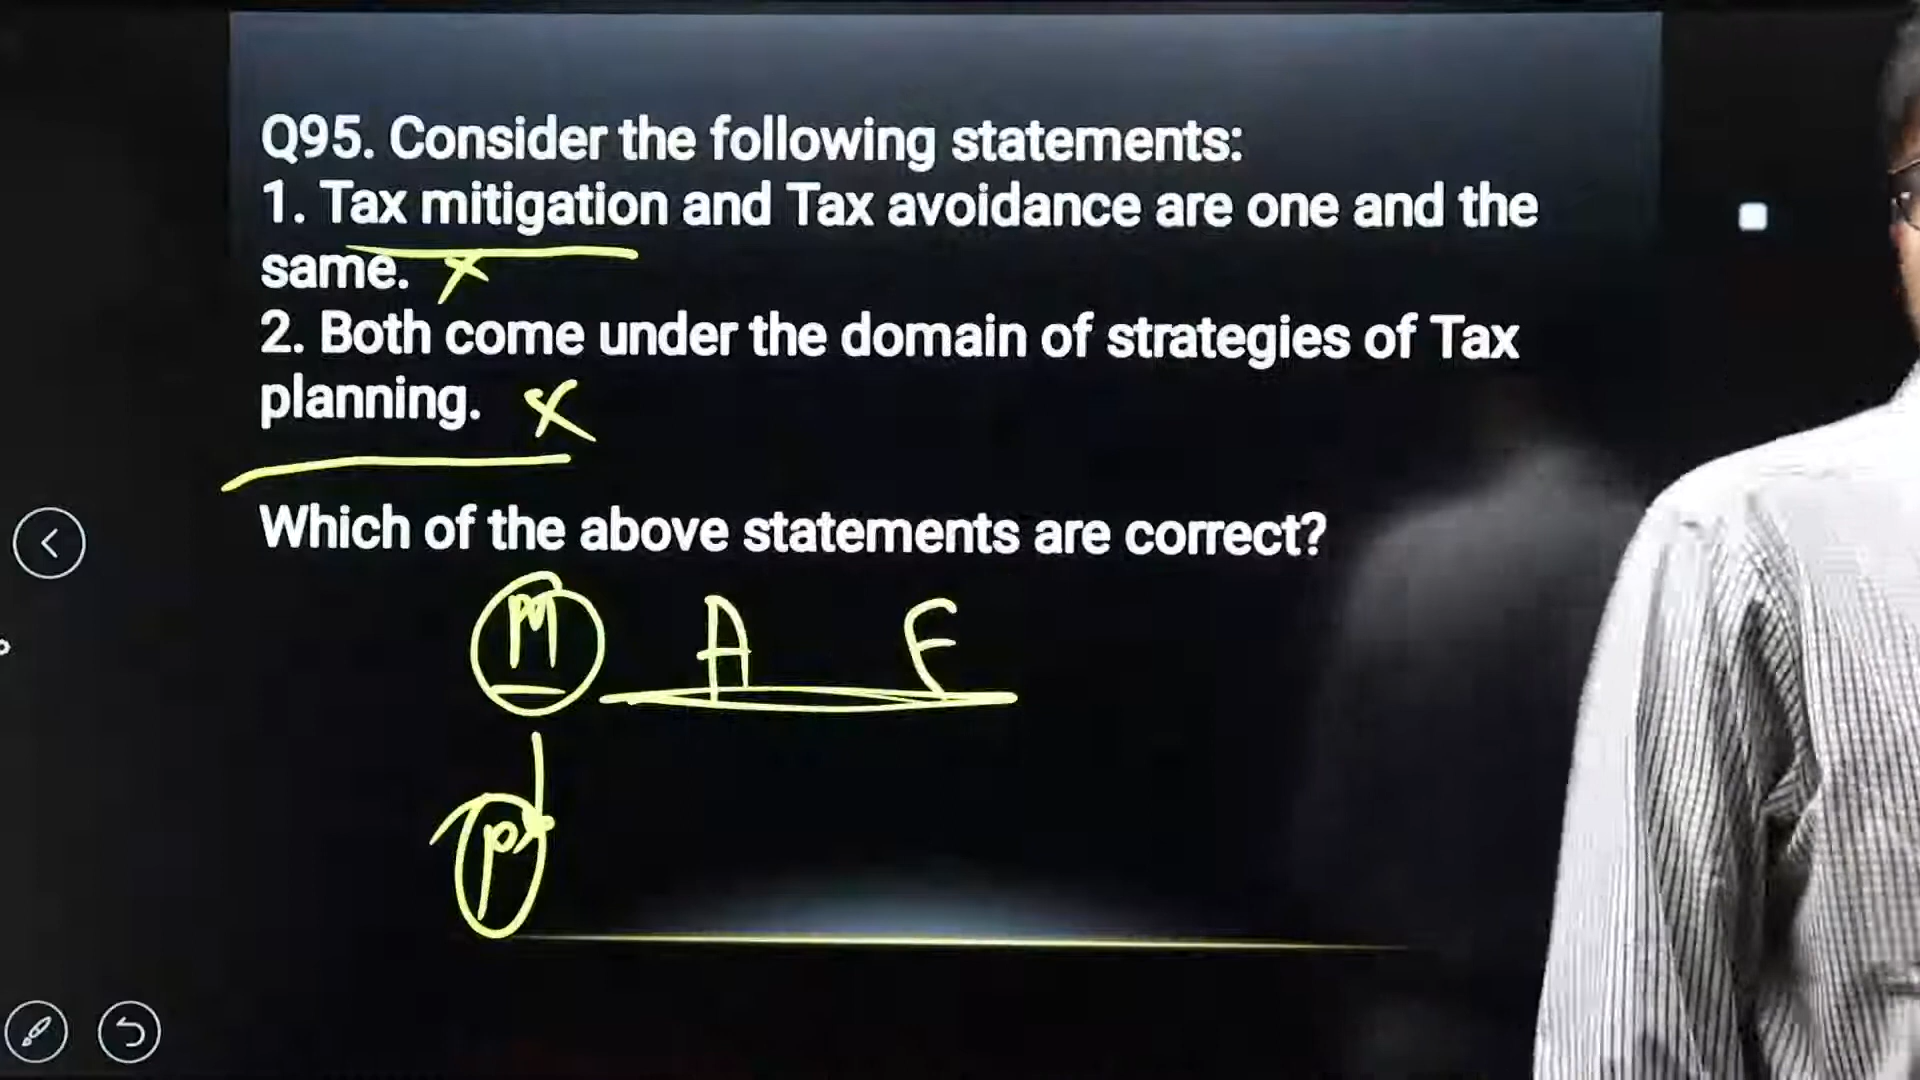 Q95. Consider the following statements:
1. Tax mitigation and Tax avoidance are one and the
same. x
2. Both come under the domain of strategies of Tax
planning. x
Which of the above statements are correct?
M A E
P